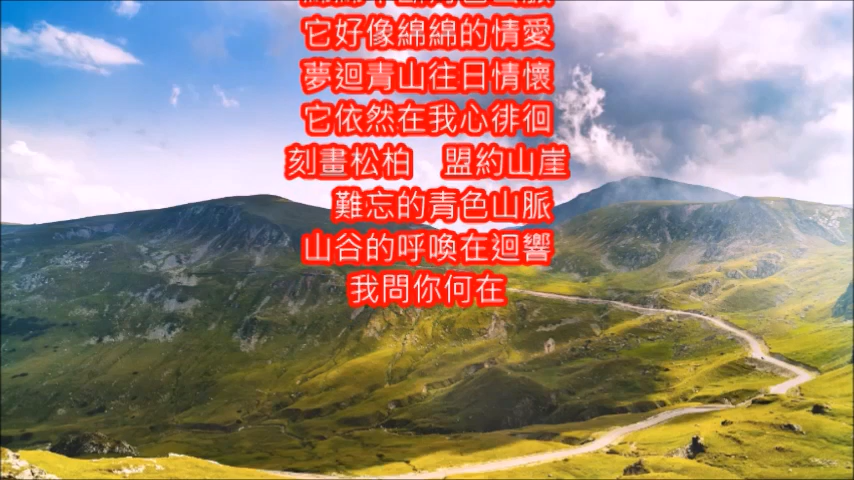 它好像綿綿的情愛
夢迴青山往日情懷
它依然在我心徘徊
刻畫松柏　盟約山崖
難忘的青色山脈
山谷的呼喚在迴響
我問你何在